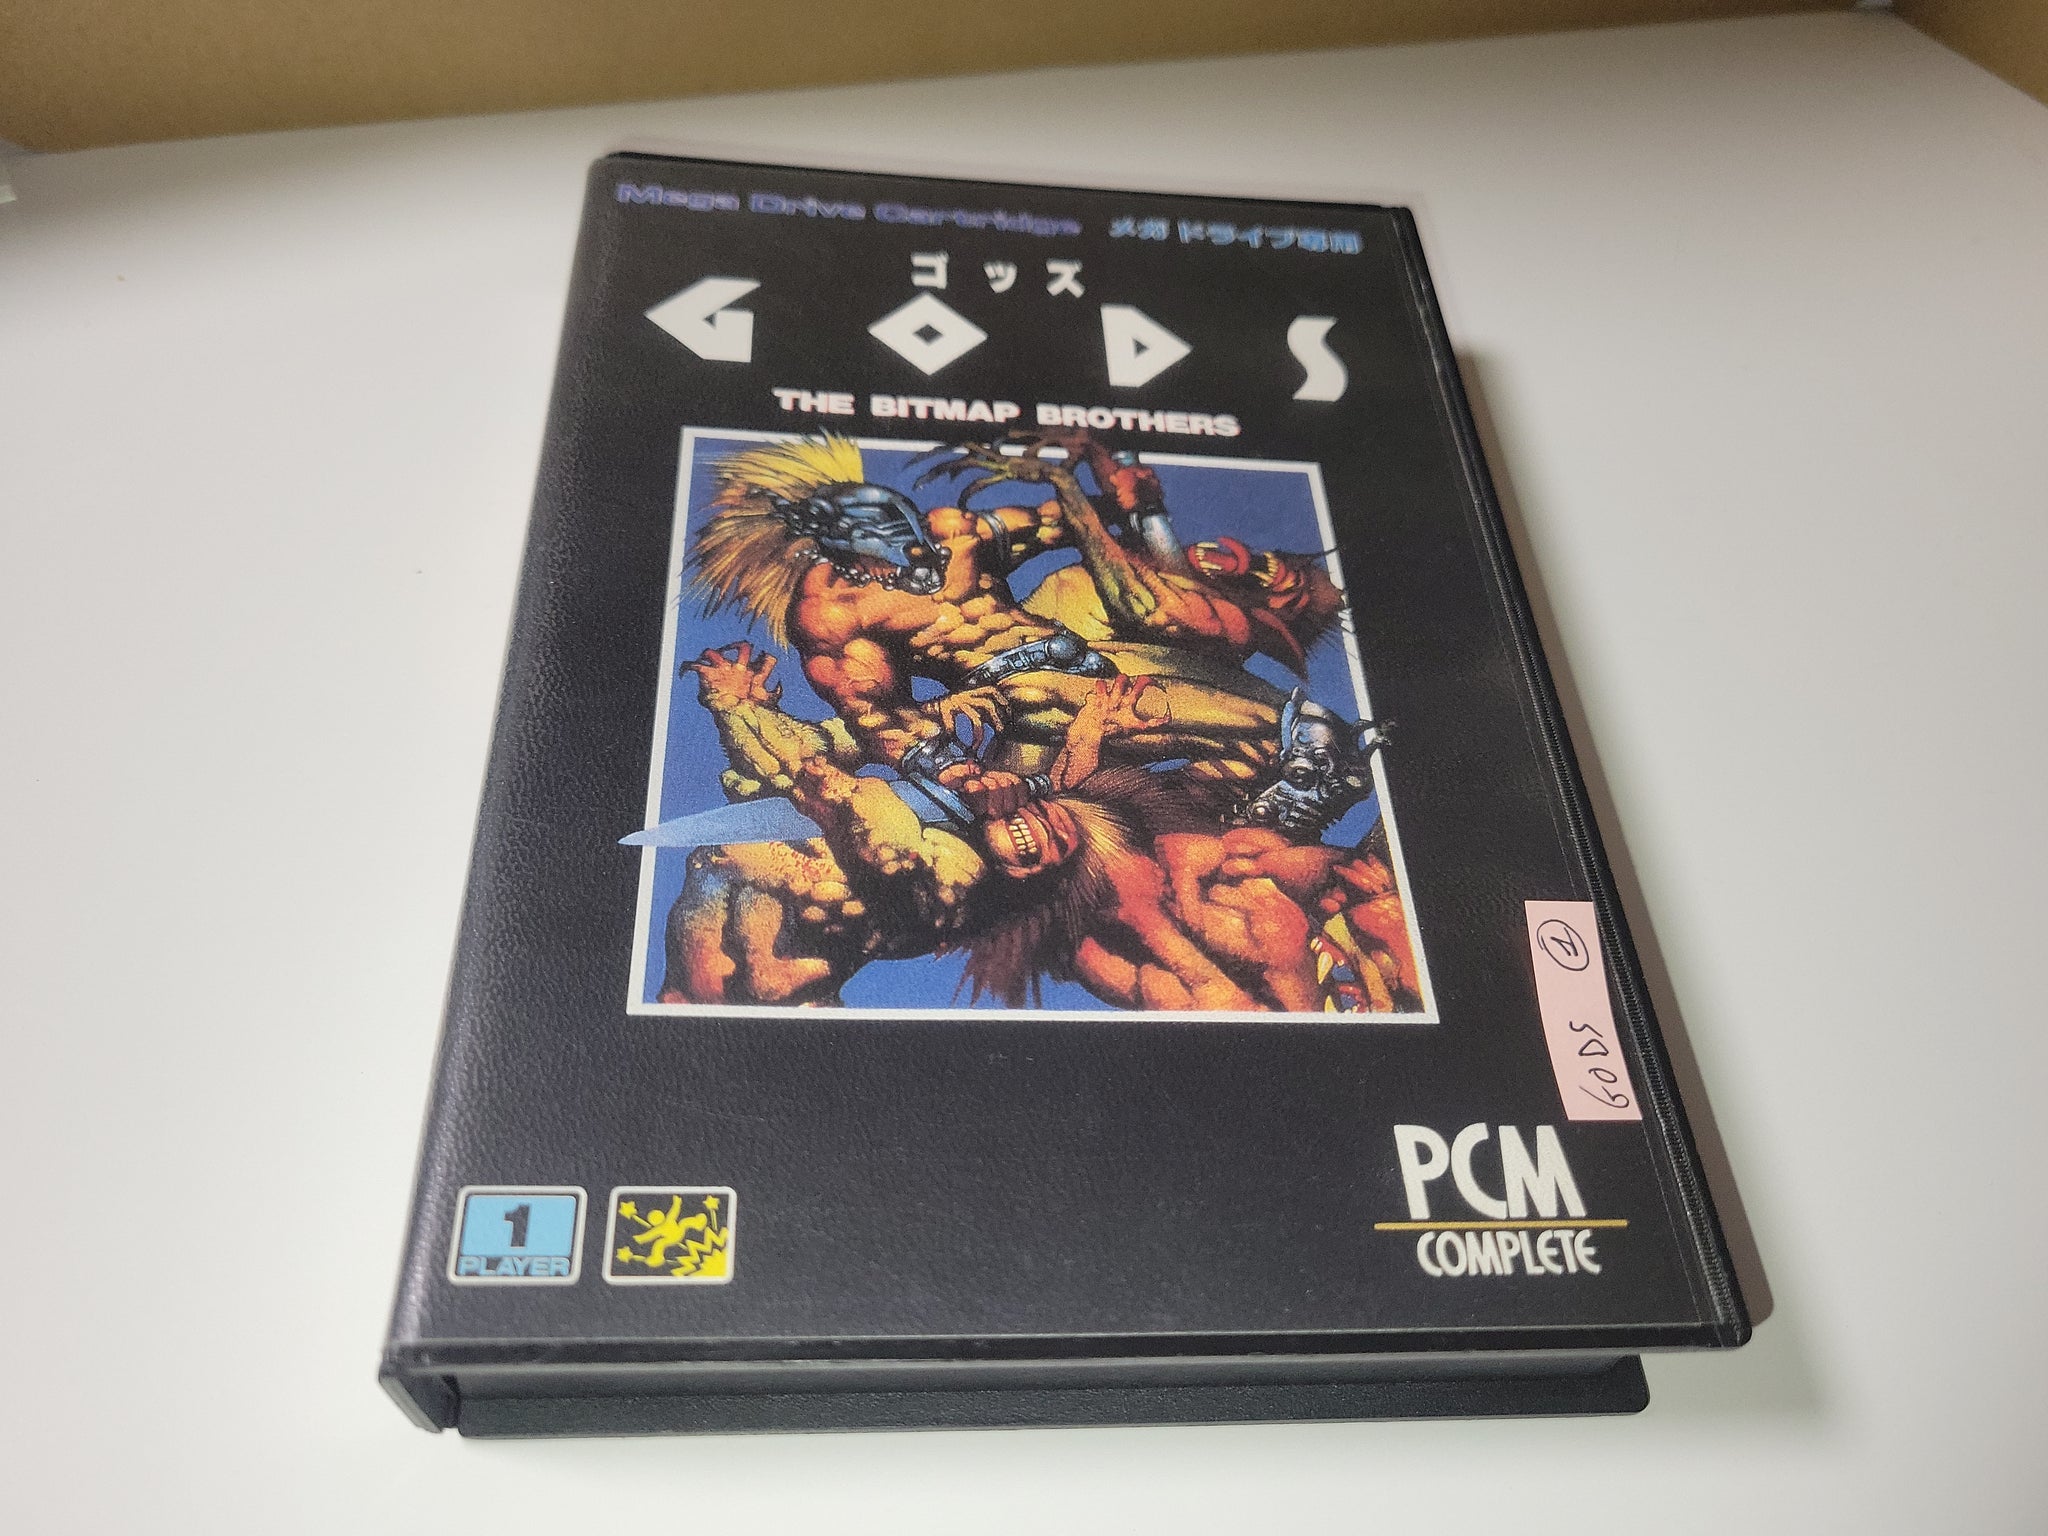 Mega Drive Cartridge メガドライブ専用
ゴッズ
GODS
THE BITMAP BROTHERS
1
GODS
1
PLAYER
PCM
COMPLETE